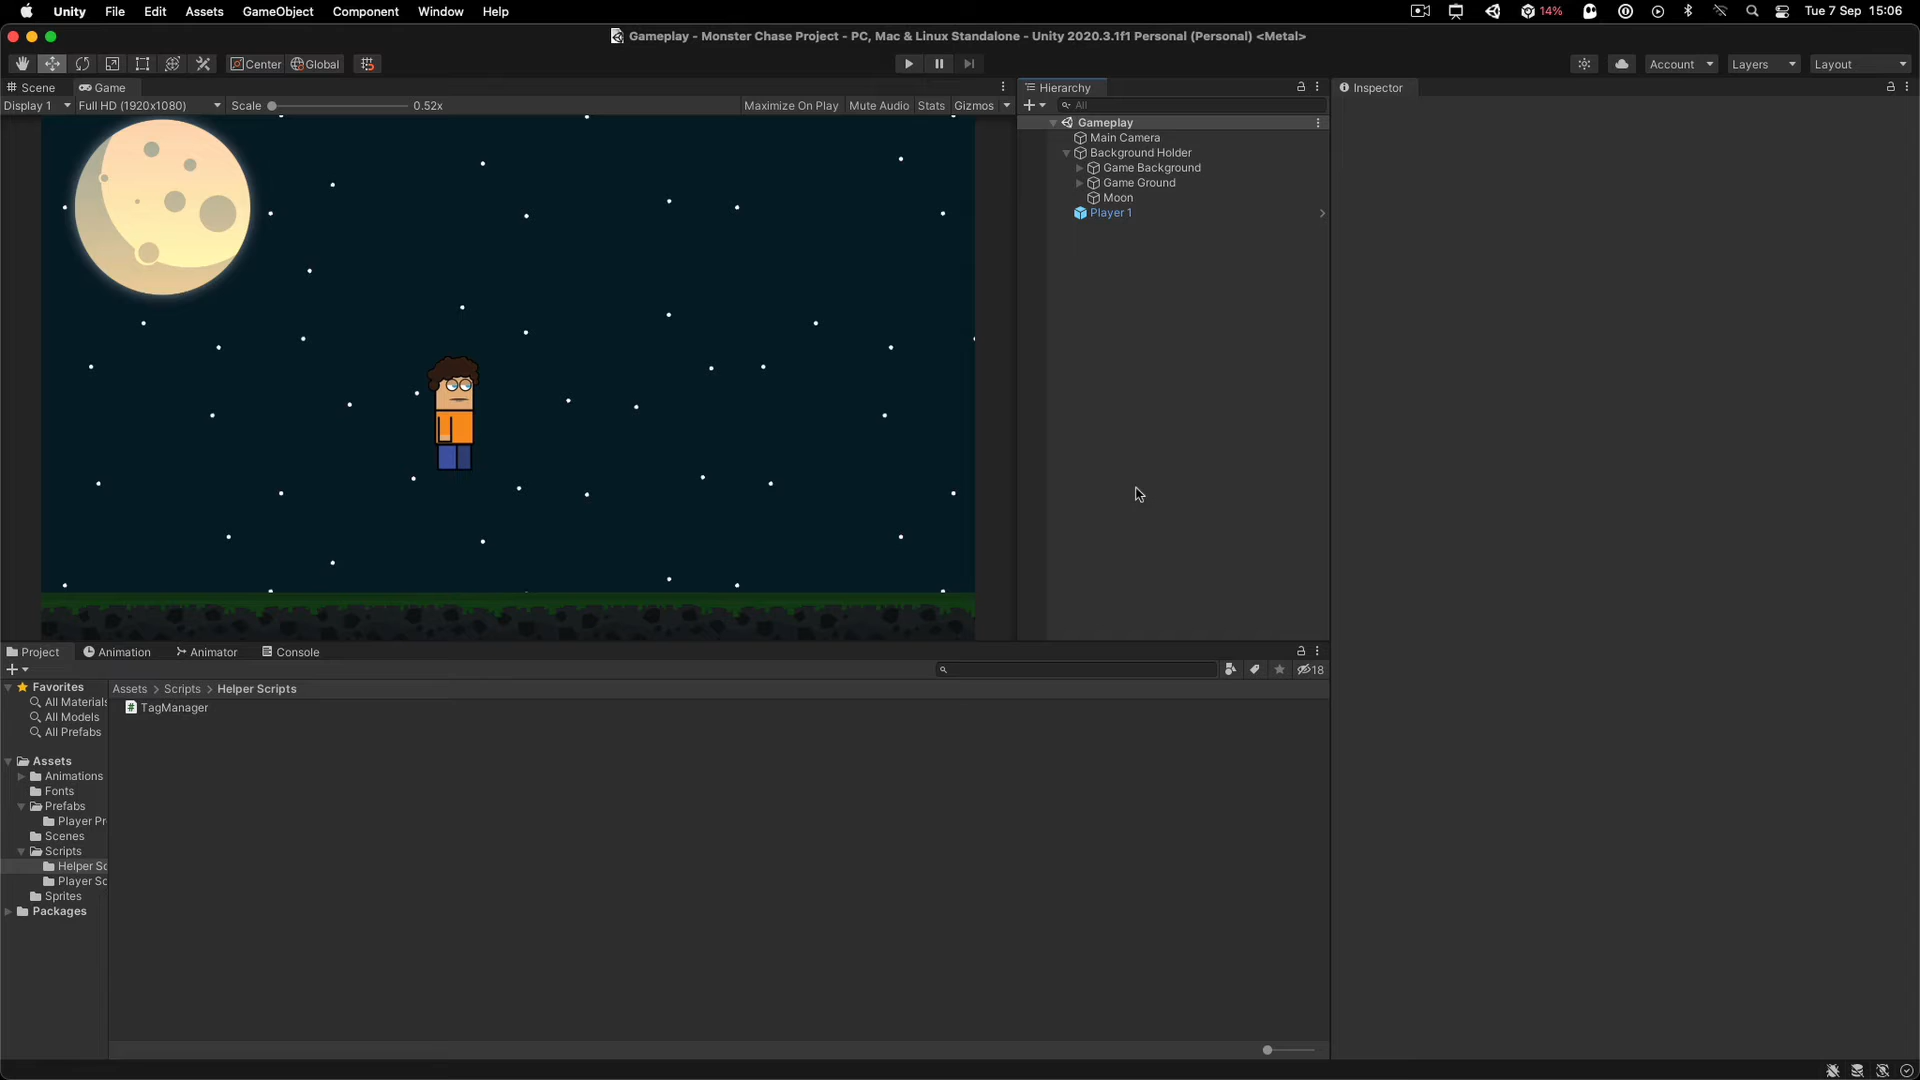 Unity File Edit Assets GameObject Component Window Help 14% Tue 7 Sep 15:06
Gameplay - Monster Chase Project - PC, Mac & Linux Standalone - Unity 2020.3.1f1 Personal (Personal) <Metal>
Center Global Account Layers Layout
Scene Game Hierarchy Inspector
Display 1 Full HD (1920x1080) Scale 0.52x Maximize On Play Mute Audio Stats Gizmos All
Gameplay
Main Camera
Background Holder
Game Background
Game Ground
Moon
Player 1
Project Animation Animator Console
18
Favorites
All Materials
All Models
All Prefabs
Assets > Scripts > Helper Scripts
TagManager
Assets
Animations
Fonts
Prefabs
Player Pr
Scenes
Scripts
Helper Sc
Player Sc
Sprites
Packages